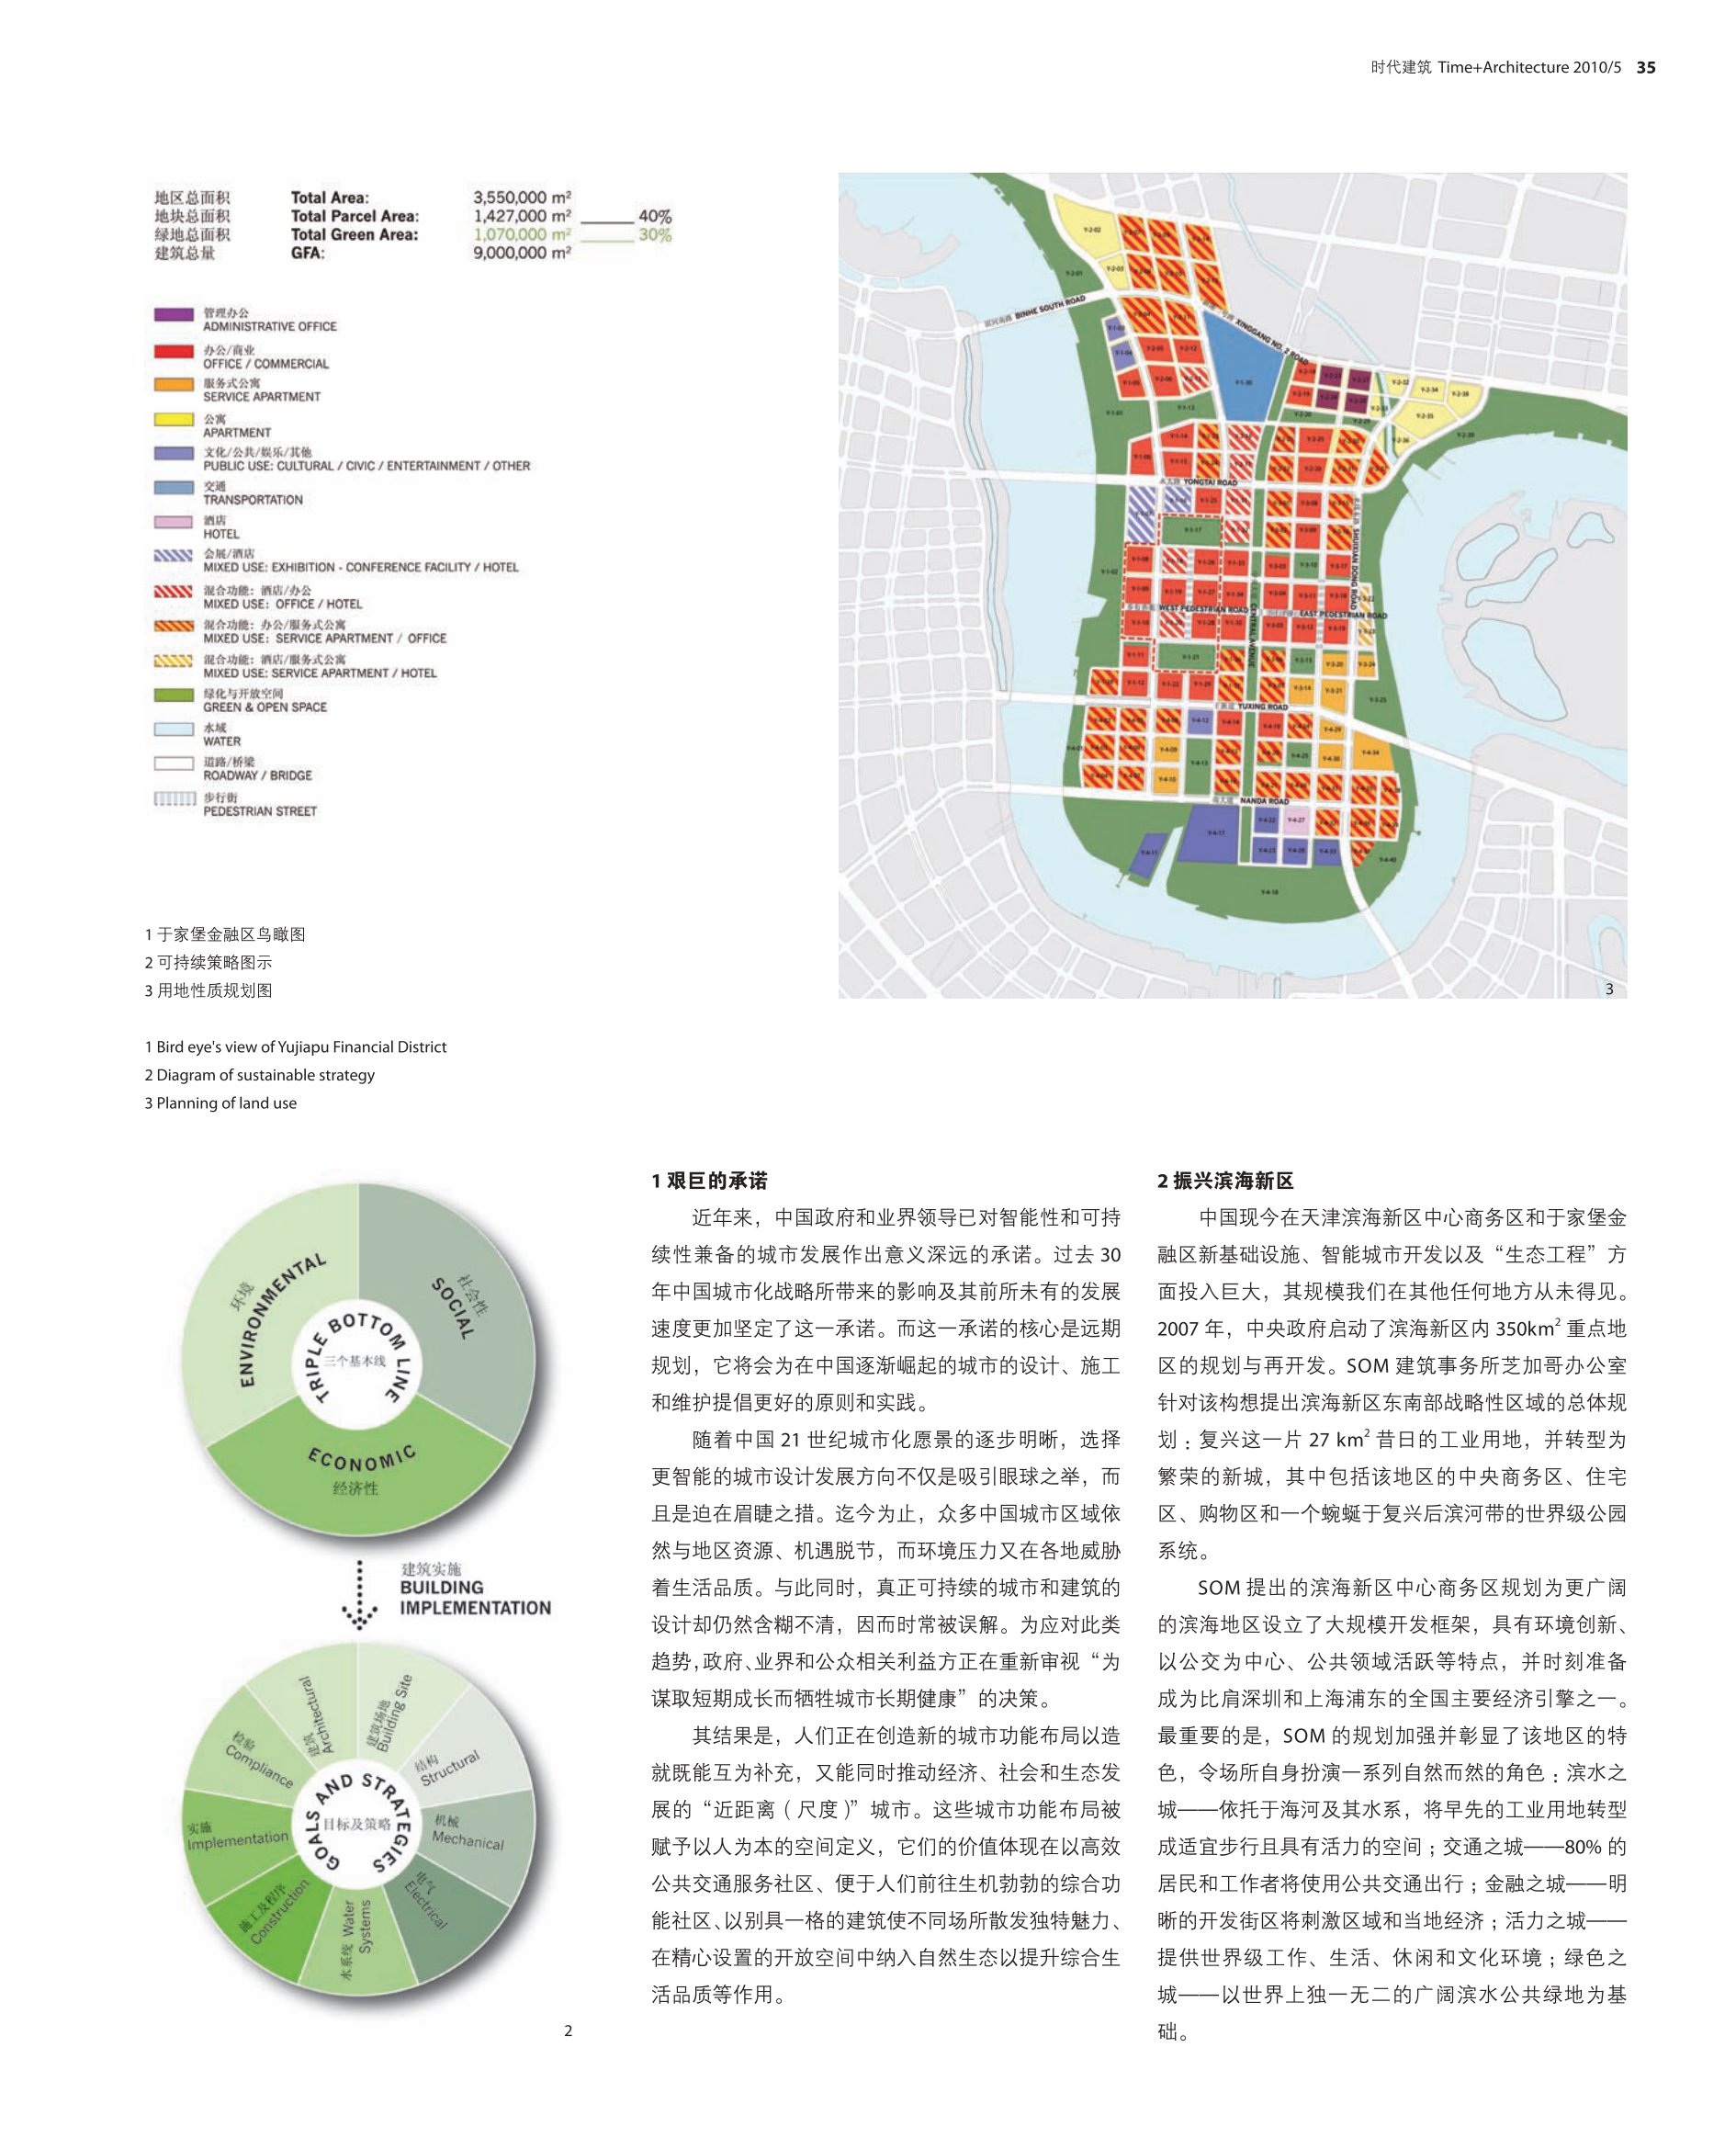 时代建筑 Time+Architecture 2010/5 35
地区总面积 Total Area: 3,550,000 m²
地块总面积 Total Parcel Area: 1,427,000 m² 40%
绿地总面积 Total Green Area: 1,070,000 m² 30%
建筑总量 GFA: 9,000,000 m²
管理办公
ADMINISTRATIVE OFFICE
办公/商业
OFFICE / COMMERCIAL
服务式公寓
SERVICE APARTMENT
公寓
APARTMENT
文化/公共/娱乐/其他
PUBLIC USE: CULTURAL / CIVIC / ENTERTAINMENT / OTHER
交通
TRANSPORTATION
酒店
HOTEL
会展/酒店
MIXED USE: EXHIBITION - CONFERENCE FACILITY / HOTEL
混合功能: 酒店/办公
MIXED USE: OFFICE / HOTEL
混合功能: 办公/服务式公寓
MIXED USE: SERVICE APARTMENT / OFFICE
混合功能: 酒店/服务式公寓
MIXED USE: SERVICE APARTMENT / HOTEL
绿化与开放空间
GREEN & OPEN SPACE
水域
WATER
道路/桥梁
ROADWAY / BRIDGE
步行街
PEDESTRIAN STREET
BINHE SOUTH ROAD
XINGGANG NO. 2 ROAD
YONGTAI ROAD
SHUIXIAN DONG ROAD
WEST PEDESTRIAN ROAD
EAST PEDESTRIAN ROAD
CENTRAL AVENUE
YUXING ROAD
NANDA ROAD
3
1 于家堡金融区鸟瞰图
2 可持续策略图示
3 用地性质规划图
1 Bird eye's view of Yujiapu Financial District
2 Diagram of sustainable strategy
3 Planning of land use
环境
ENVIRONMENTAL
社会性
SOCIAL
TRIPLE BOTTOM LINE
三个基本线
ECONOMIC
经济性
建筑实施
BUILDING
IMPLEMENTATION
建筑
Architectural
建筑场地
Building Site
结构
Structural
机械
Mechanical
电气
Electrical
水系统 Water
Systems
施工及程序
Construction
实施
Implementation
检验
Compliance
GOALS AND STRATEGIES
目标及策略
2
1 艰巨的承诺
近年来，中国政府和业界领导已对智能性和可持
续性兼备的城市发展作出意义深远的承诺。过去 30
年中国城市化战略所带来的影响及其前所未有的发展
速度更加坚定了这一承诺。而这一承诺的核心是远期
规划，它将会为在中国逐渐崛起的城市的设计、施工
和维护提倡更好的原则和实践。
随着中国 21 世纪城市化愿景的逐步明晰，选择
更智能的城市设计发展方向不仅是吸引眼球之举，而
且是迫在眉睫之措。迄今为止，众多中国城市区域依
然与地区资源、机遇脱节，而环境压力又在各地威胁
着生活品质。与此同时，真正可持续的城市和建筑的
设计却仍然含糊不清，因而时常被误解。为应对此类
趋势，政府、业界和公众相关利益方正在重新审视“为
谋取短期成长而牺牲城市长期健康”的决策。
其结果是，人们正在创造新的城市功能布局以造
就既能互为补充，又能同时推动经济、社会和生态发
展的“近距离（尺度）”城市。这些城市功能布局被
赋予以人为本的空间定义，它们的价值体现在以高效
公共交通服务社区、便于人们前往生机勃勃的综合功
能社区、以别具一格的建筑使不同场所散发独特魅力、
在精心设置的开放空间中纳入自然生态以提升综合生
活品质等作用。
2 振兴滨海新区
中国现今在天津滨海新区中心商务区和于家堡金
融区新基础设施、智能城市开发以及“生态工程”方
面投入巨大，其规模我们在其他任何地方从未得见。
2007 年，中央政府启动了滨海新区内 350km² 重点地
区的规划与再开发。SOM 建筑事务所芝加哥办公室
针对该构想提出滨海新区东南部战略性区域的总体规
划：复兴这一片 27 km² 昔日的工业用地，并转型为
繁荣的新城，其中包括该地区的中央商务区、住宅
区、购物区和一个蜿蜒于复兴后滨河带的世界级公园
系统。
SOM 提出的滨海新区中心商务区规划为更广阔
的滨海地区设立了大规模开发框架，具有环境创新、
以公交为中心、公共领域活跃等特点，并时刻准备
成为比肩深圳和上海浦东的全国主要经济引擎之一。
最重要的是，SOM 的规划加强并彰显了该地区的特
色，令场所自身扮演一系列自然而然的角色：滨水之
城——依托于海河及其水系，将早先的工业用地转型
成适宜步行且具有活力的空间；交通之城——80% 的
居民和工作者将使用公共交通出行；金融之城——明
晰的开发街区将刺激区域和当地经济；活力之城——
提供世界级工作、生活、休闲和文化环境；绿色之
城——以世界上独一无二的广阔滨水公共绿地为基
础。